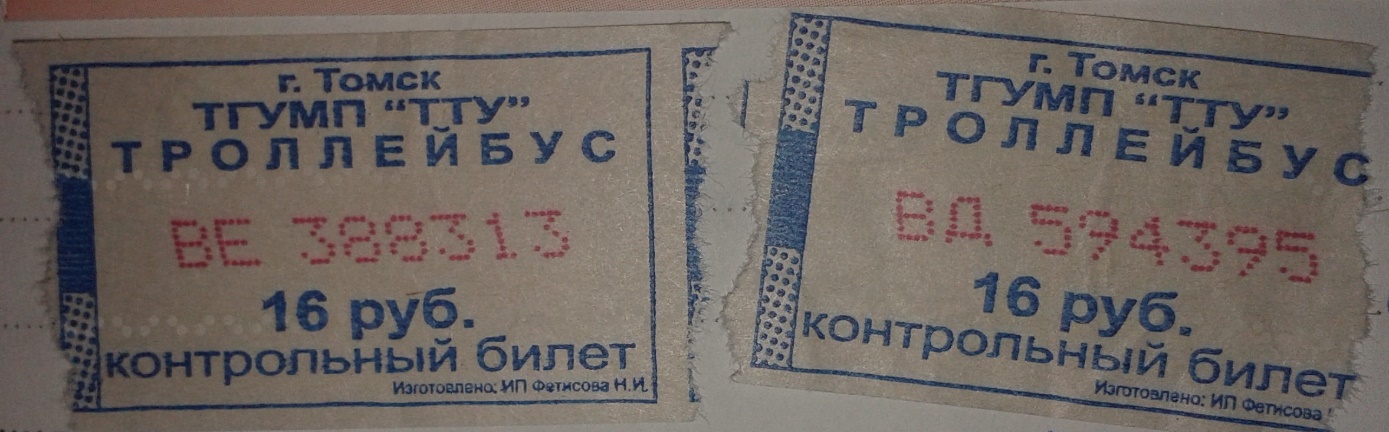 г. Томск
ТГУМП “ТТУ”
ТРОЛЛЕЙБУС
ВЕ 388313
16 руб.
контрольный билет
Изготовлено: ИП Фетисова Н.И.
г. Томск
ТГУМП “ТТУ”
ТРОЛЛЕЙБУС
ВД 594395
16 руб.
контрольный билет
Изготовлено: ИП Фетисова